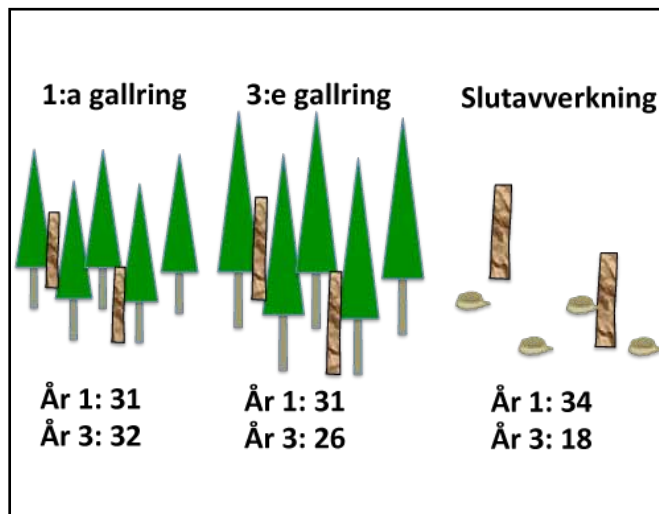 1:a gallring
År 1: 31
År 3: 32
3:e gallring
År 1: 31
År 3: 26
Slutavverkning
År 1: 34
År 3: 18